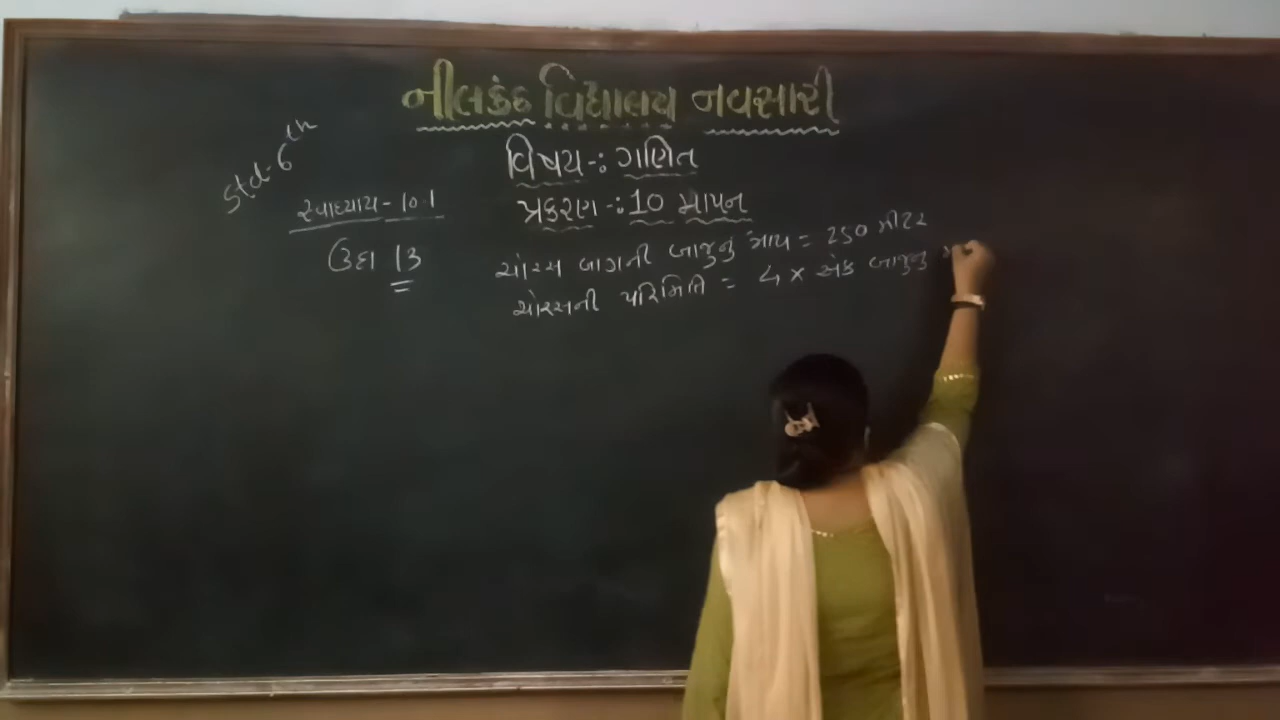 નીલકંઠ વિદ્યાલય નવસારી
Std-6th
વિષય-: ગણિત
સ્વાધ્યાય-10.1
પ્રકરણ-: 10 માપન
ઉદા 13
ચોરસ બાગની બાજુનું માપ = 250 મીટર
ચોરસની પરિમિતિ = 4 × એક બાજુનુ